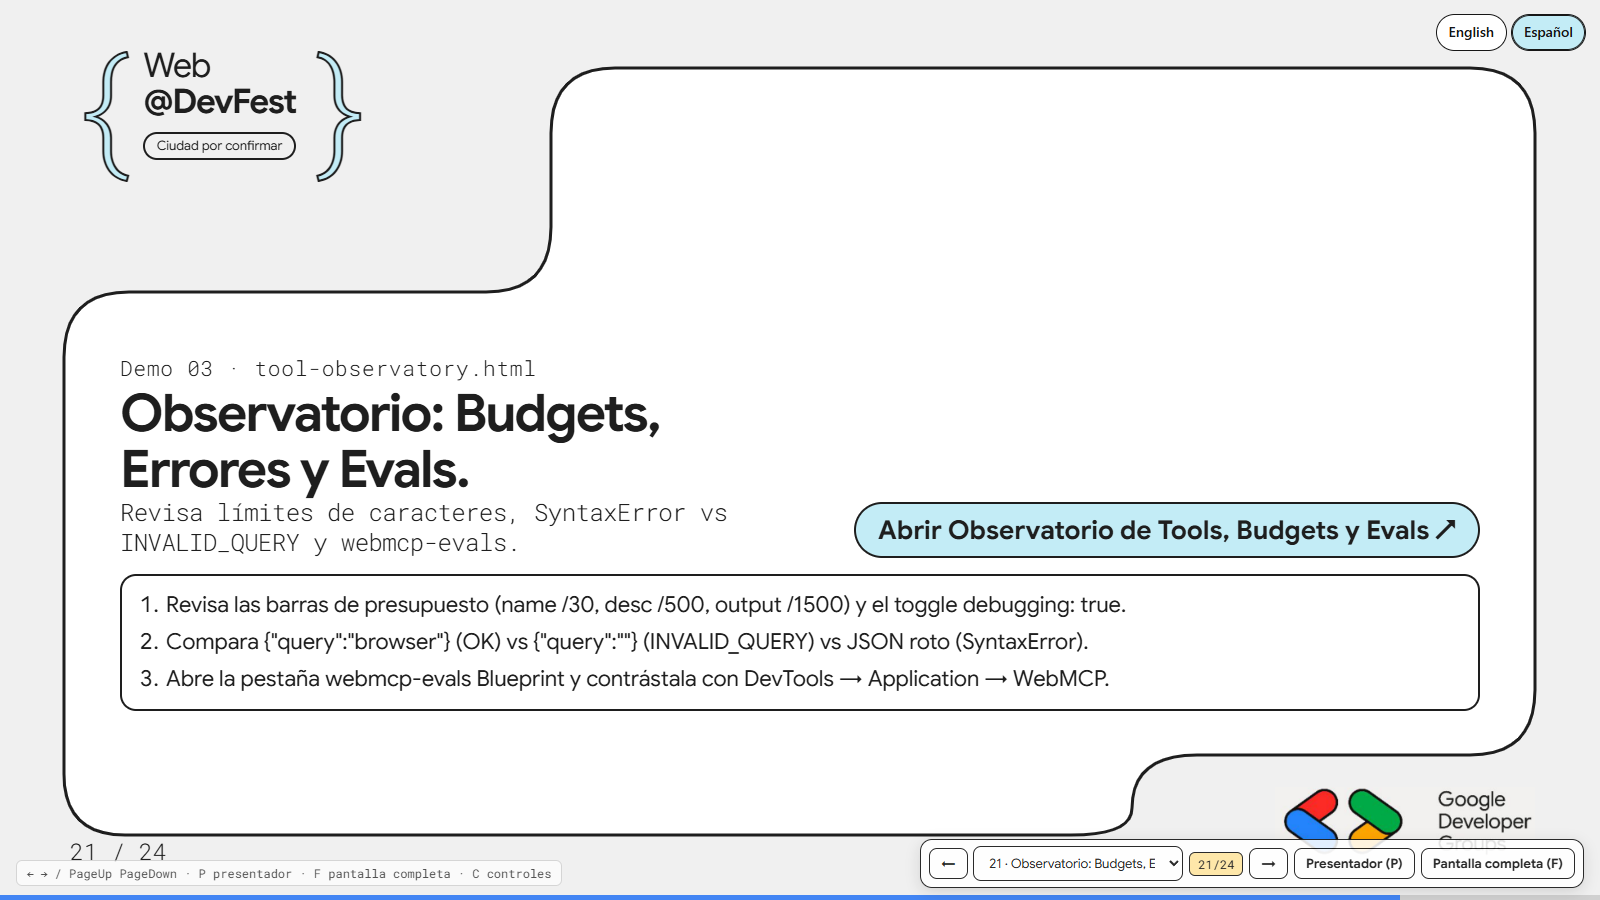 English
Español
Web
@DevFest
Ciudad por confirmar
Demo 03 · tool-observatory.html
Observatorio: Budgets,
Errores y Evals.
Revisa límites de caracteres, SyntaxError vs
INVALID_QUERY y webmcp-evals.
Abrir Observatorio de Tools, Budgets y Evals ↗
1. Revisa las barras de presupuesto (name /30, desc /500, output /1500) y el toggle debugging: true.
2. Compara {"query":"browser"} (OK) vs {"query":""} (INVALID_QUERY) vs JSON roto (SyntaxError).
3. Abre la pestaña webmcp-evals Blueprint y contrástala con DevTools → Application → WebMCP.
Google
Developer
Groups
21 / 24
← → / PageUp PageDown · P presentador · F pantalla completa · C controles
←
21 · Observatorio: Budgets, E
21/24
→
Presentador (P)
Pantalla completa (F)